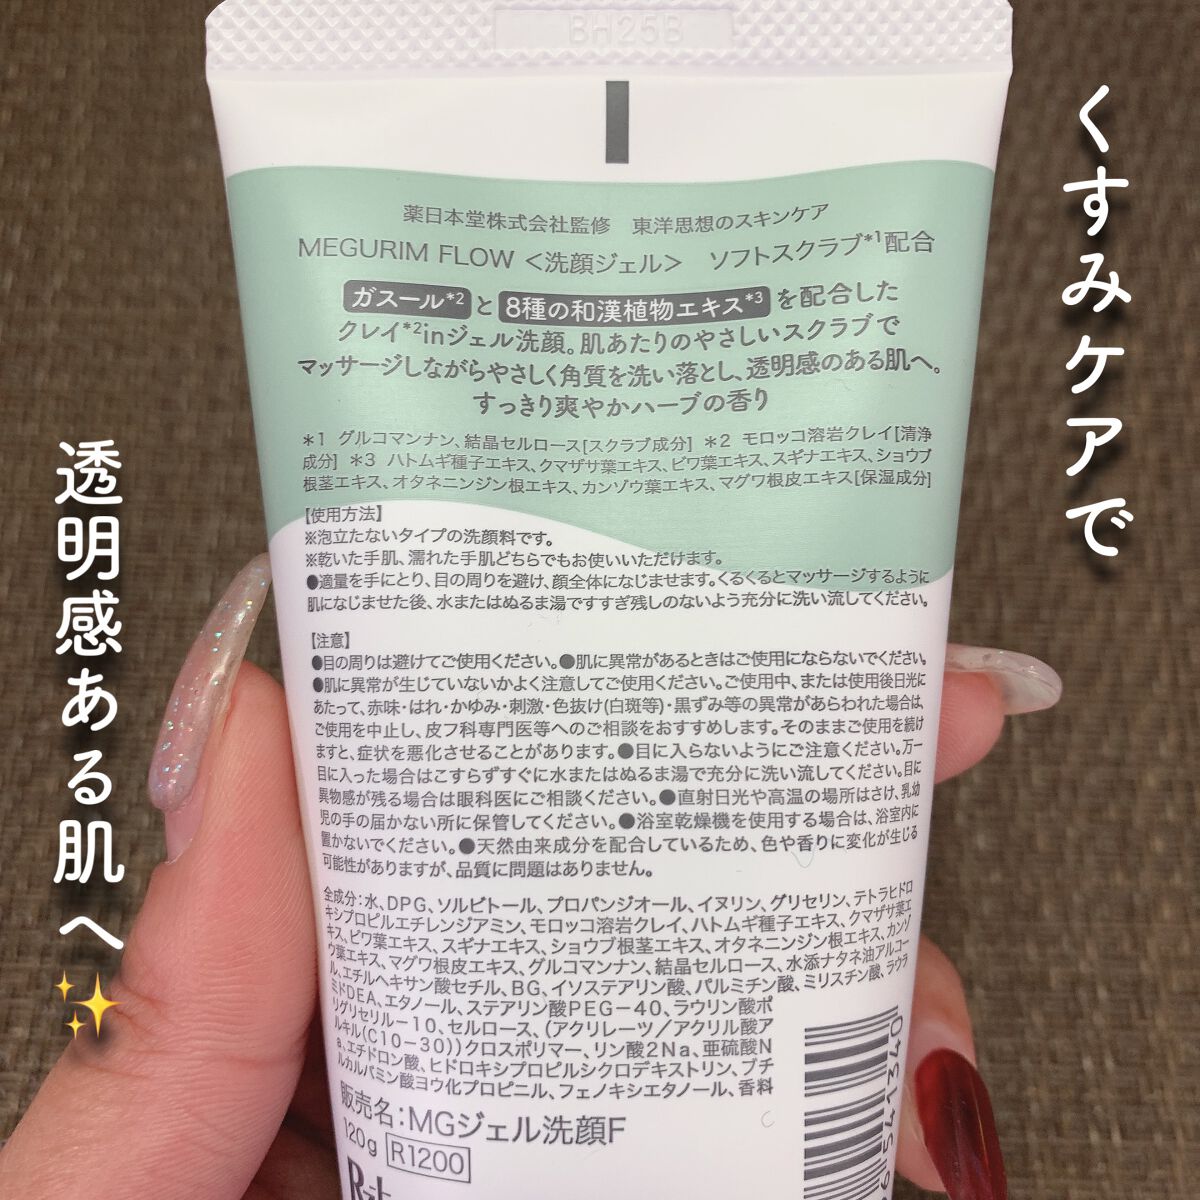 BH25B
くすみケアで
透明感ある肌へ✨
薬日本堂株式会社監修 東洋思想のスキンケア
MEGURIM FLOW <洗顔ジェル> ソフトスクラブ*1配合
ガスール*2と8種の和漢植物エキス*3を配合した
クレイ*2inジェル洗顔。肌あたりのやさしいスクラブで
マッサージしながらやさしく角質を洗い落とし、透明感のある肌へ。
すっきり爽やかハーブの香り
*1 グルコマンナン、結晶セルロース[スクラブ成分] *2 モロッコ溶岩クレイ[清浄
成分] *3 ハトムギ種子エキス、クマザサ葉エキス、ビワ葉エキス、スギナエキス、ショウブ
根茎エキス、オタネニンジン根エキス、カンゾウ葉エキス、マグワ根皮エキス[保湿成分]
【使用方法】
※泡立たないタイプの洗顔料です。
※乾いた手肌、濡れた手肌どちらでもお使いいただけます。
●適量を手にとり、目の周りを避け、顔全体になじませます。くるくるとマッサージするように
肌になじませた後、水またはぬるま湯ですすぎ残しのないよう充分に洗い流してください。
【注意】
●目の周りは避けてご使用ください。●肌に異常があるときはご使用にならないでください。
●肌に異常が生じていないかよく注意してご使用ください。ご使用中、または使用後日光に
あたって、赤味・はれ・かゆみ・刺激・色抜け(白斑等)・黒ずみ等の異常があらわれた場合は、
ご使用を中止し、皮フ科専門医等へのご相談をおすすめします。そのままご使用を続け
ますと、症状を悪化させることがあります。●目に入らないようにご注意ください。万一
目に入った場合はこすらずすぐに水またはぬるま湯で充分に洗い流してください。目に
異物感が残る場合は眼科医にご相談ください。●直射日光や高温の場所はさけ、乳幼
児の手の届かない所に保管してください。●浴室乾燥機を使用する場合は、浴室内に
置かないでください。●天然由来成分を配合しているため、色や香りに変化が生じる
可能性がありますが、品質に問題はありません。
全成分:水、DPG、ソルビトール、プロパンジオール、イヌリン、グリセリン、テトラヒドロ
キシプロピルエチレンジアミン、モロッコ溶岩クレイ、ハトムギ種子エキス、クマザサ葉エ
キス、ビワ葉エキス、スギナエキス、ショウブ根茎エキス、オタネニンジン根エキス、カンゾ
ウ葉エキス、マグワ根皮エキス、グルコマンナン、結晶セルロース、水添ナタネ油アルコー
ル、エチルヘキサン酸セチル、BG、イソステアリン酸、パルミチン酸、ミリスチン酸、ラウラ
ミドDEA、エタノール、ステアリン酸PEG-40、ラウリン酸ポ
リグリセリル-10、セルロース、(アクリレーツ/アクリル酸ア
ルキル(C10-30))クロスポリマー、リン酸2Na、亜硫酸N
a、エチドロン酸、ヒドロキシプロピルシクロデキストリン、ブチ
ルカルバミン酸ヨウ化プロピニル、フェノキシエタノール、香料
販売名:MGジェル洗顔F
120g R1200